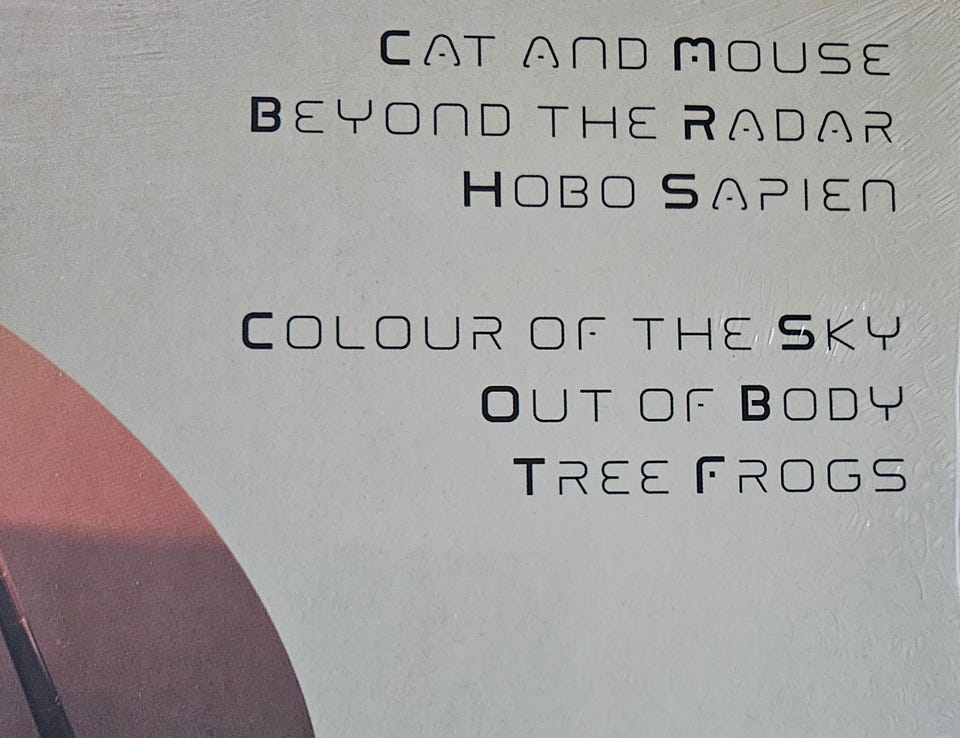 Cat and Mouse
Beyond the Radar
Hobo Sapien
Colour of the Sky
Out of Body
Tree Frogs